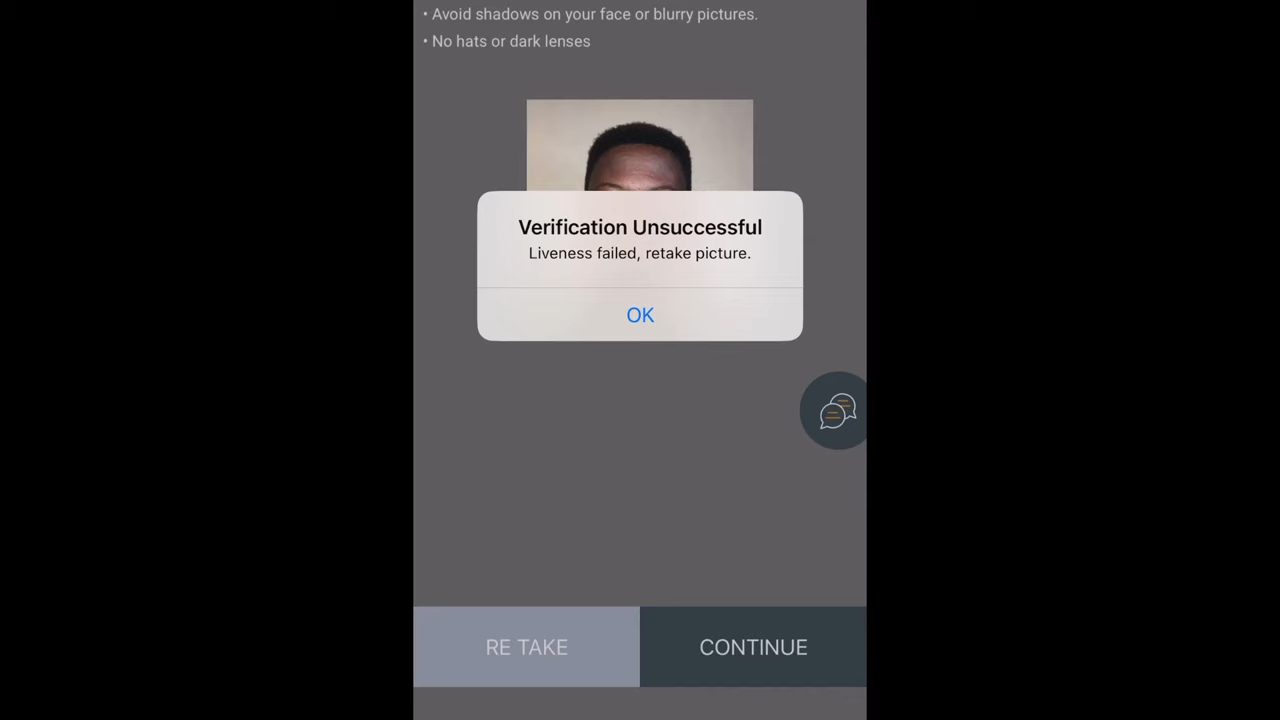 • Avoid shadows on your face or blurry pictures.
• No hats or dark lenses
Verification Unsuccessful
Liveness failed, retake picture.
OK
RE TAKE
CONTINUE